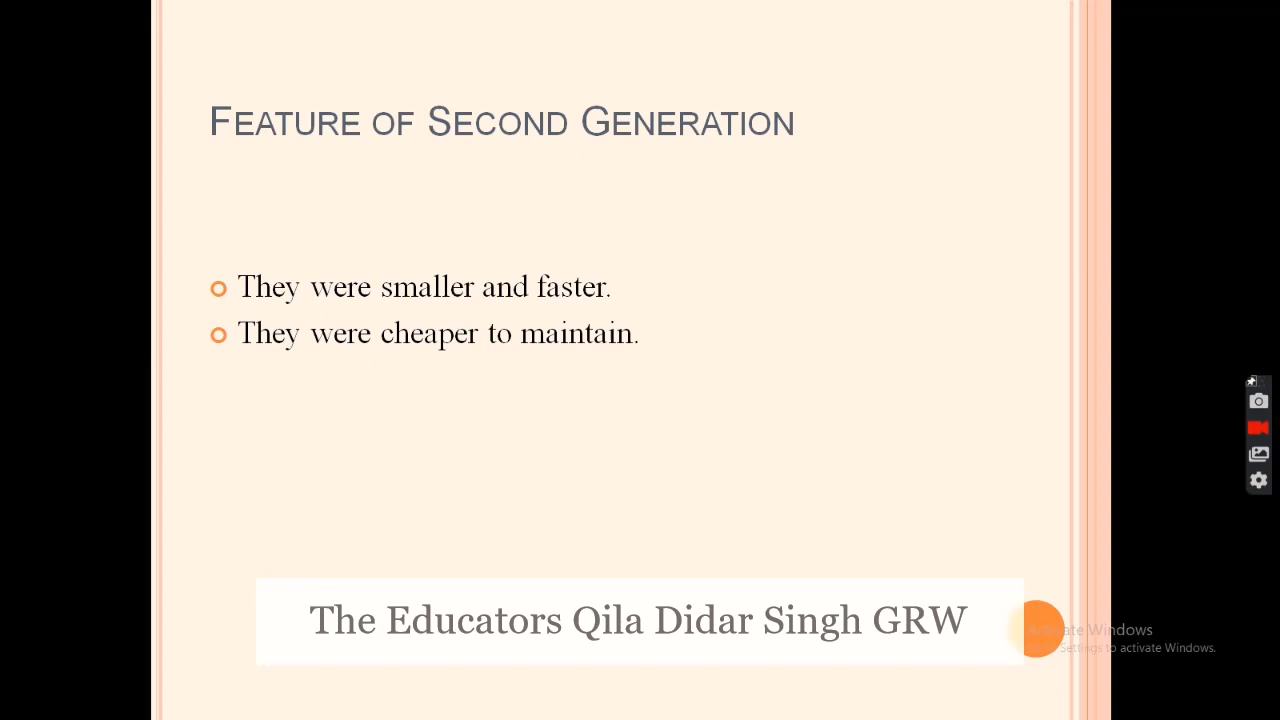 FEATURE OF SECOND GENERATION
They were smaller and faster.
They were cheaper to maintain.
The Educators Qila Didar Singh GRW
Activate Windows
Settings to activate Windows.